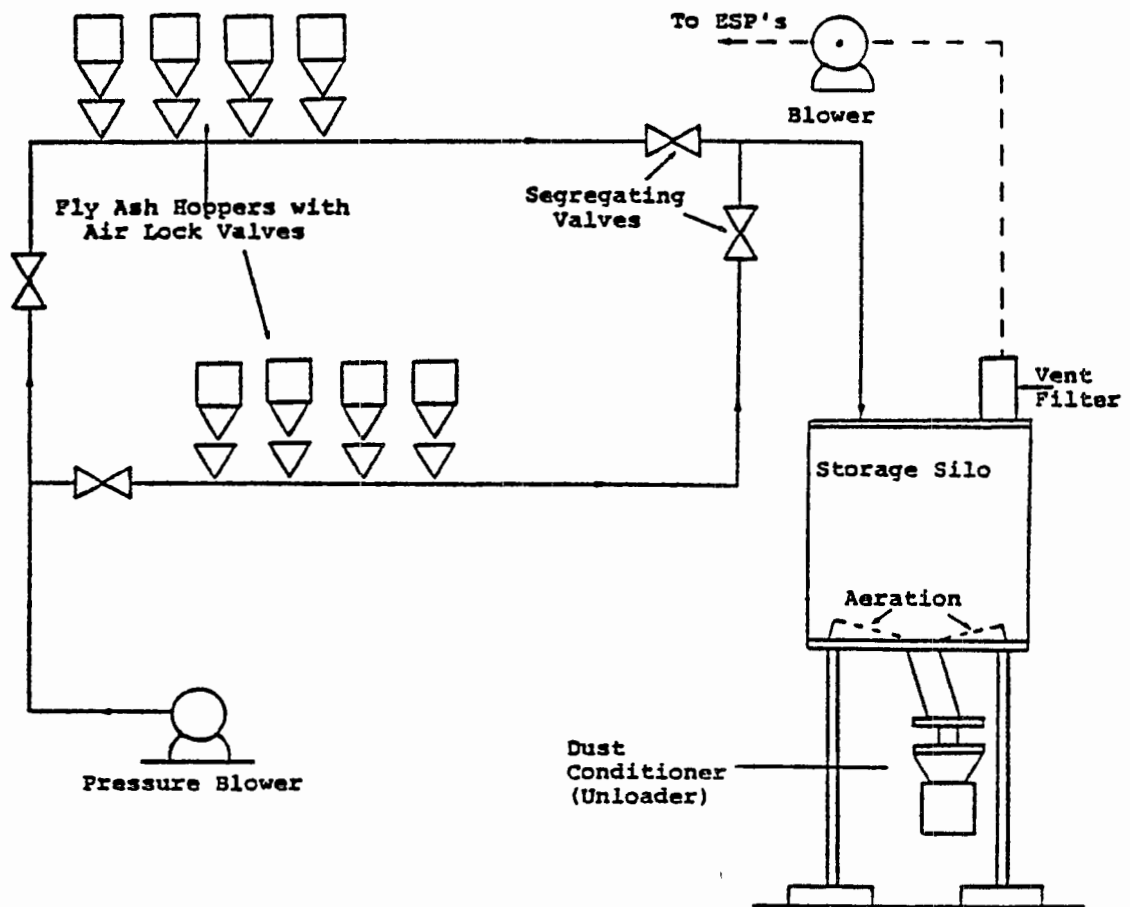 To ESP's
Blower
Segregating
Valves
Fly Ash Hoppers with
Air Lock Valves
Vent
Filter
Storage Silo
Aeration
Dust
Conditioner
(Unloader)
Pressure Blower